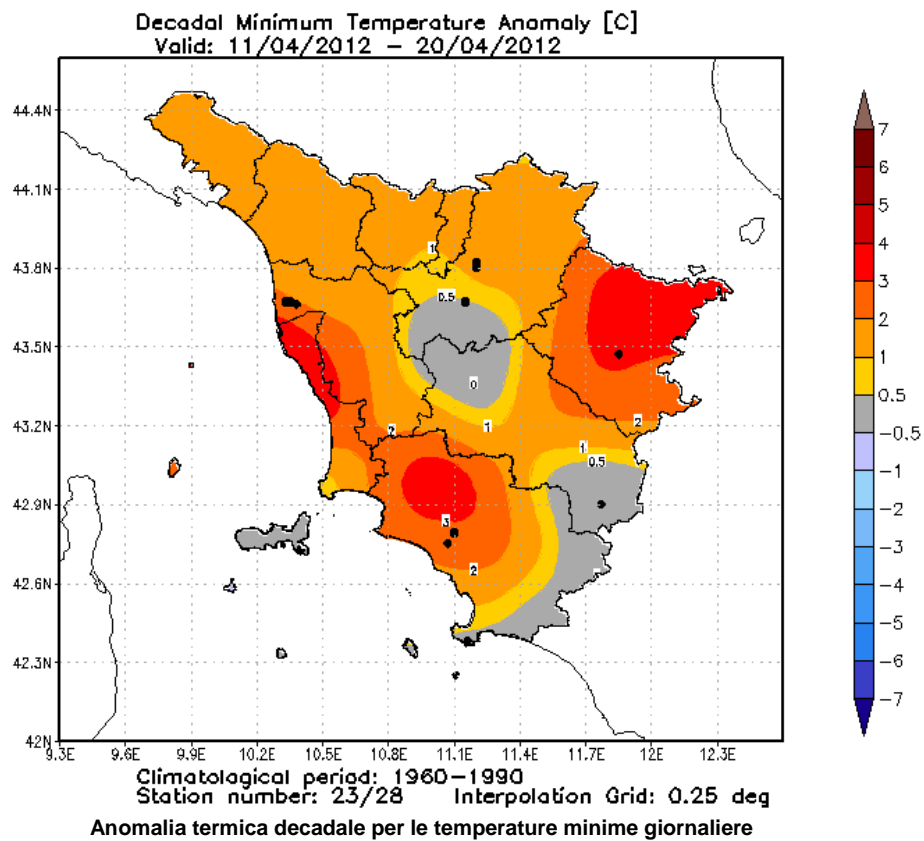 Decadal Minimum Temperature Anomaly [C]
Valid: 11/04/2012 – 20/04/2012
44.4N
44.1N
43.8N
43.5N
43.2N
42.9N
42.6N
42.3N
42N
9.3E 9.6E 9.9E 10.2E 10.5E 10.8E 11.1E 11.4E 11.7E 12E 12.3E
1
0.5
0
1
2
2
1
0.5
3
2
7
6
5
4
3
2
1
0.5
−0.5
−1
−2
−3
−4
−5
−6
−7
Climatological period: 1960−1990
Station number: 23/28 Interpolation Grid: 0.25 deg
Anomalia termica decadale per le temperature minime giornaliere